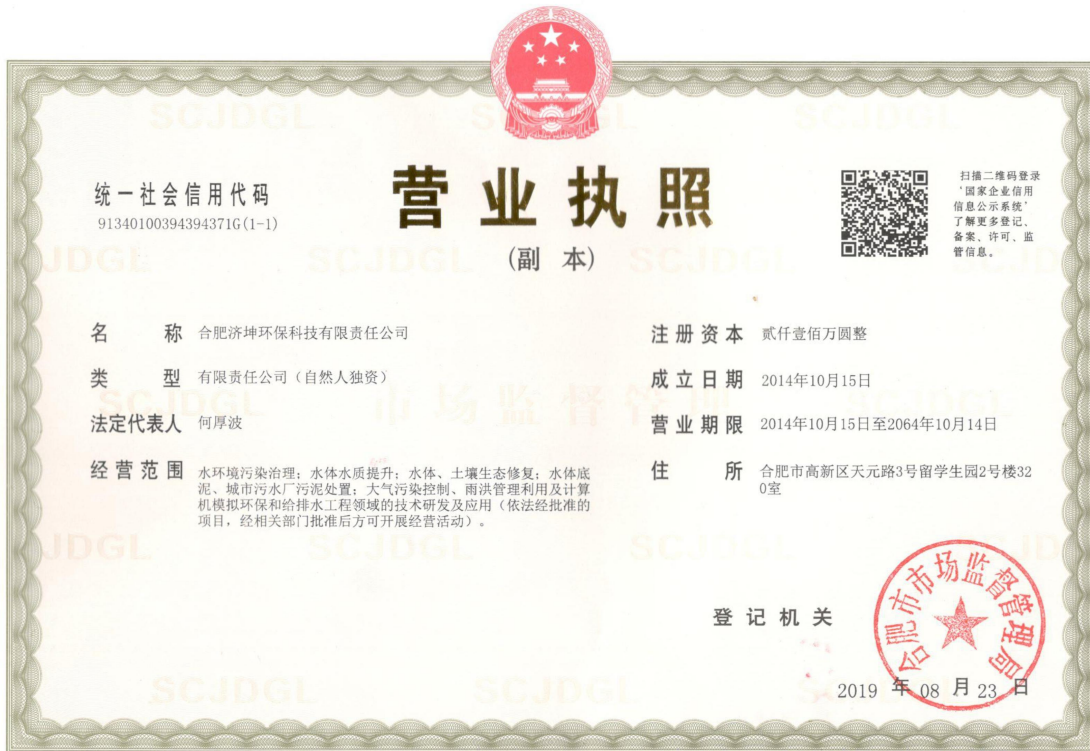 营业执照
(副 本)
统一社会信用代码
91340100394394371G(1-1)
扫描二维码登录
‘国家企业信用
信息公示系统’
了解更多登记、
备案、许可、监
管信息。
名 称 合肥济坤环保科技有限责任公司
类 型 有限责任公司（自然人独资）
法定代表人 何厚波
经营范围 水环境污染治理；水体水质提升；水体、土壤生态修复；水体底
泥、城市污水厂污泥处置；大气污染控制、雨洪管理利用及计算
机模拟环保和给排水工程领域的技术研发及应用（依法经批准的
项目，经相关部门批准后方可开展经营活动）。
注册资本 贰仟壹佰万圆整
成立日期 2014年10月15日
营业期限 2014年10月15日至2064年10月14日
住 所 合肥市高新区天元路3号留学生园2号楼32
0室
登记机关
合肥市市场监督管理局
2019 年 08 月 23 日
SCJDGL
市场监督管理